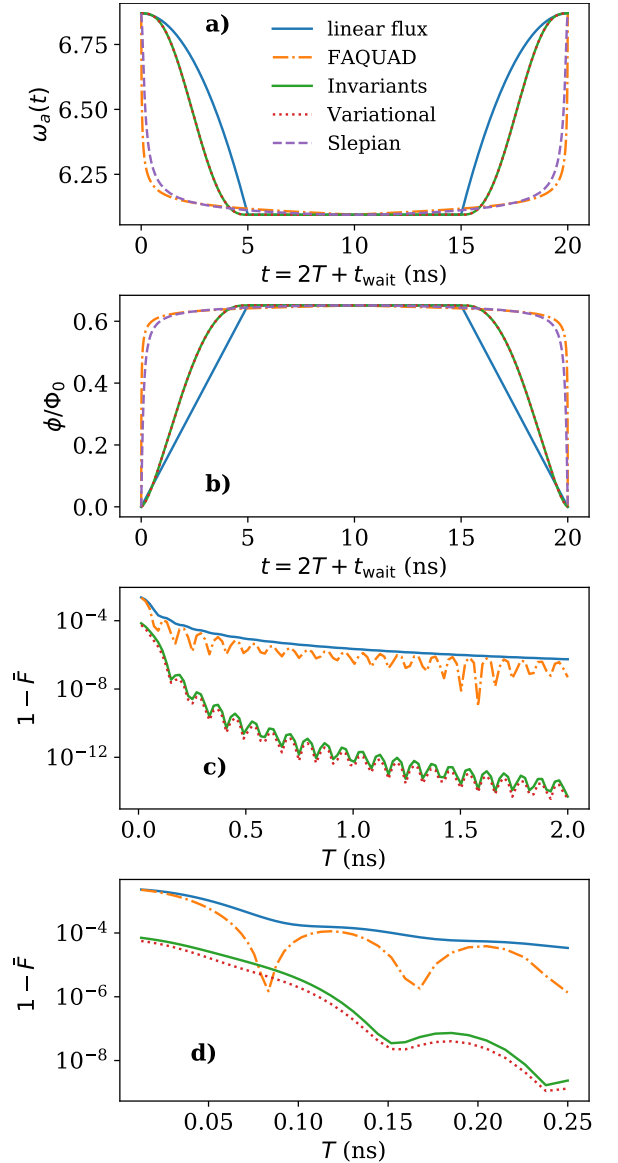 a)
linear flux
FAQUAD
Invariants
Variational
Slepian
6.75
6.50
6.25
ωₐ(t)
0 5 10 15 20
t = 2T + t_wait (ns)
b)
0.6
0.4
0.2
0.0
ϕ/Φ₀
0 5 10 15 20
t = 2T + t_wait (ns)
c)
10⁻⁴
10⁻⁸
10⁻¹²
1 − F̄
0.0 0.5 1.0 1.5 2.0
T (ns)
d)
10⁻⁴
10⁻⁶
10⁻⁸
1 − F̄
0.05 0.10 0.15 0.20 0.25
T (ns)